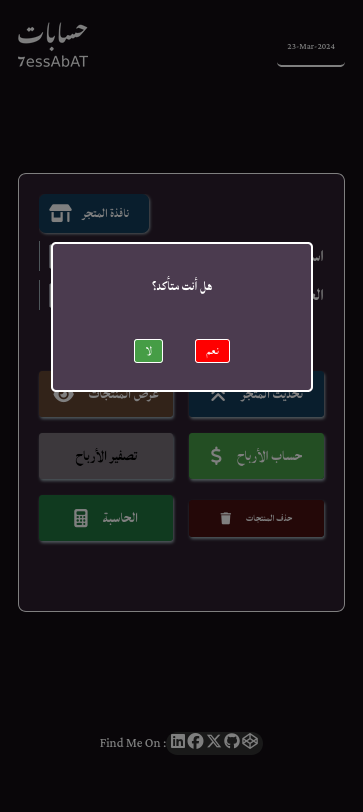 حسابات
7essAbAT
23-Mar-2024
نافذة المتجر
هل أنت متأكد؟
نعم
لا
تحديث المتجر
عرض المنتجات
حساب الأرباح
تصفير الأرباح
حذف المنتجات
الحاسبة
Find Me On :